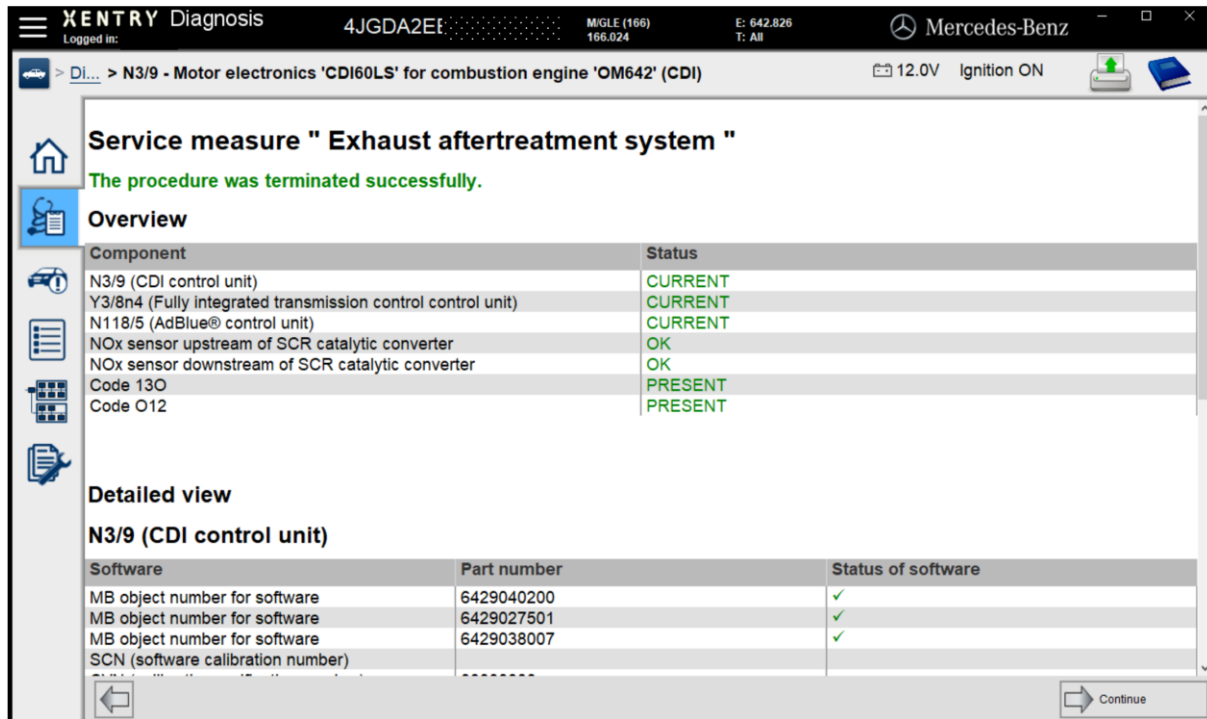 XENTRY Diagnosis
Logged in:
4JGDA2EE
M/GLE (166)
166.024
E: 642.826
T: All
Mercedes-Benz
> Di... > N3/9 - Motor electronics 'CDI60LS' for combustion engine 'OM642' (CDI)
12.0V Ignition ON
Service measure " Exhaust aftertreatment system "
The procedure was terminated successfully.
Overview
Component Status
N3/9 (CDI control unit) CURRENT
Y3/8n4 (Fully integrated transmission control control unit) CURRENT
N118/5 (AdBlue® control unit) CURRENT
NOx sensor upstream of SCR catalytic converter OK
NOx sensor downstream of SCR catalytic converter OK
Code 13O PRESENT
Code O12 PRESENT
Detailed view
N3/9 (CDI control unit)
Software Part number Status of software
MB object number for software 6429040200 ✓
MB object number for software 6429027501 ✓
MB object number for software 6429038007 ✓
SCN (software calibration number)
Continue